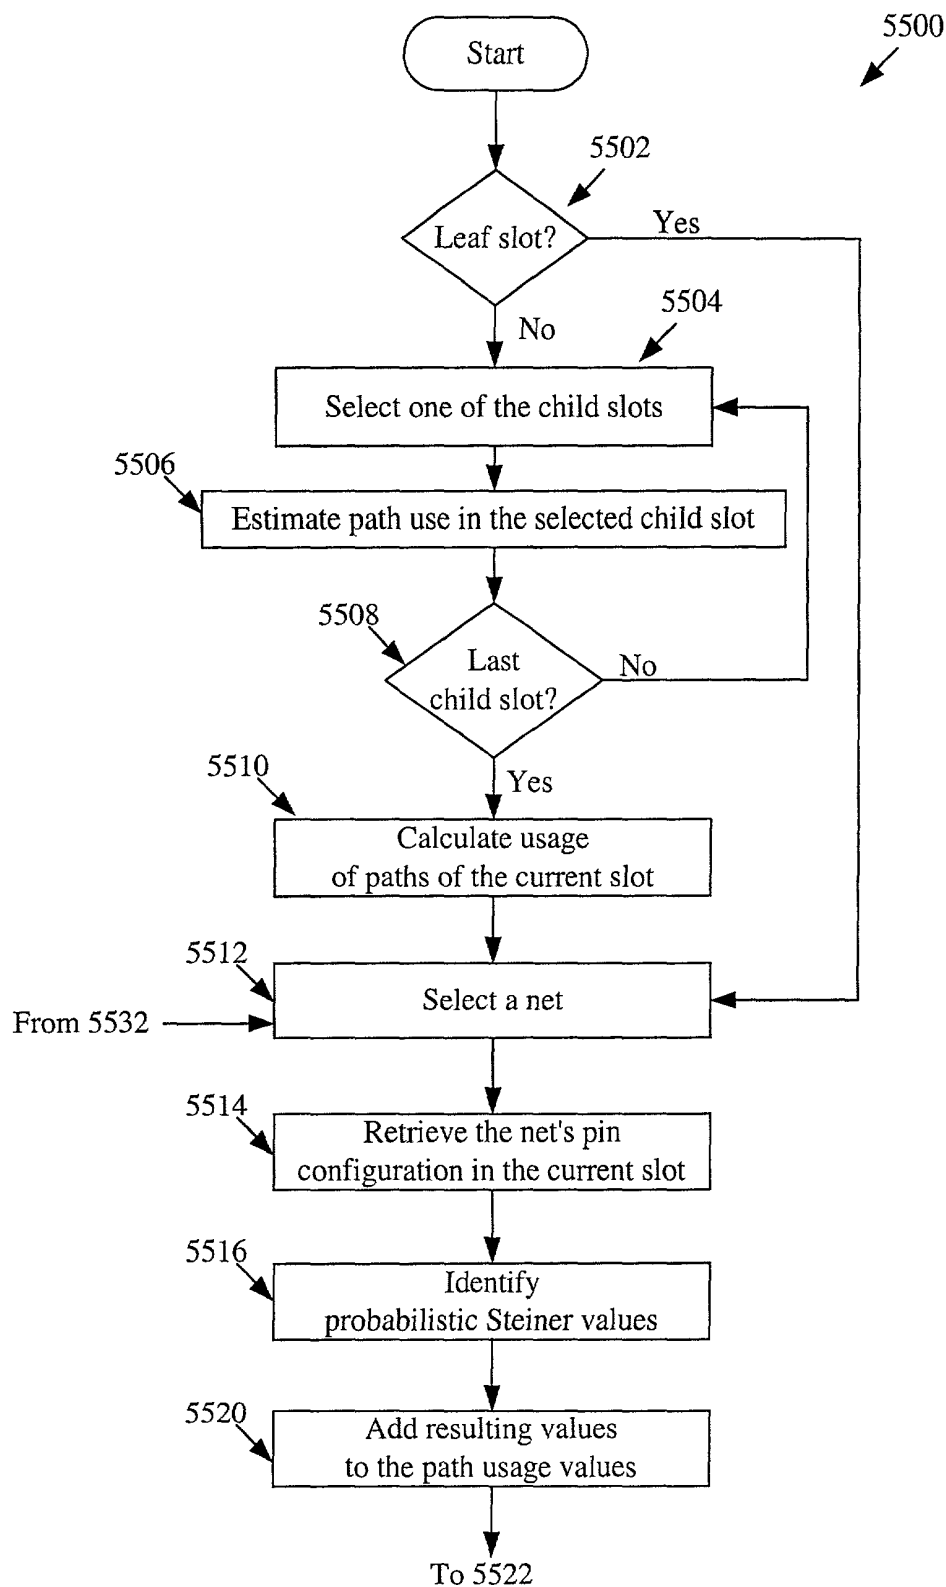 5500
Start
5502
Leaf slot?
Yes
No
5504
Select one of the child slots
5506
Estimate path use in the selected child slot
5508
Last
child slot?
No
Yes
5510
Calculate usage
of paths of the current slot
5512
Select a net
From 5532
5514
Retrieve the net's pin
configuration in the current slot
5516
Identify
probabilistic Steiner values
5520
Add resulting values
to the path usage values
To 5522